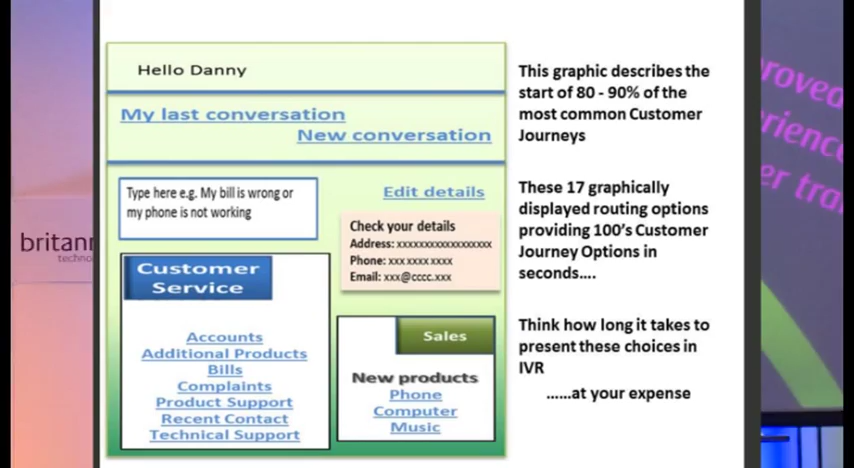 Hello Danny
My last conversation
New conversation
Type here e.g. My bill is wrong or
my phone is not working
Edit details
Check your details
Address: xxxxxxxxxxxxxxxxx
Phone: xxx xxxx xxxx
Email: xxx@cccc.xxx
Customer
Service
Accounts
Additional Products
Bills
Complaints
Product Support
Recent Contact
Technical Support
Sales
New products
Phone
Computer
Music
This graphic describes the
start of 80 - 90% of the
most common Customer
Journeys
These 17 graphically
displayed routing options
providing 100's Customer
Journey Options in
seconds....
Think how long it takes to
present these choices in
IVR
......at your expense